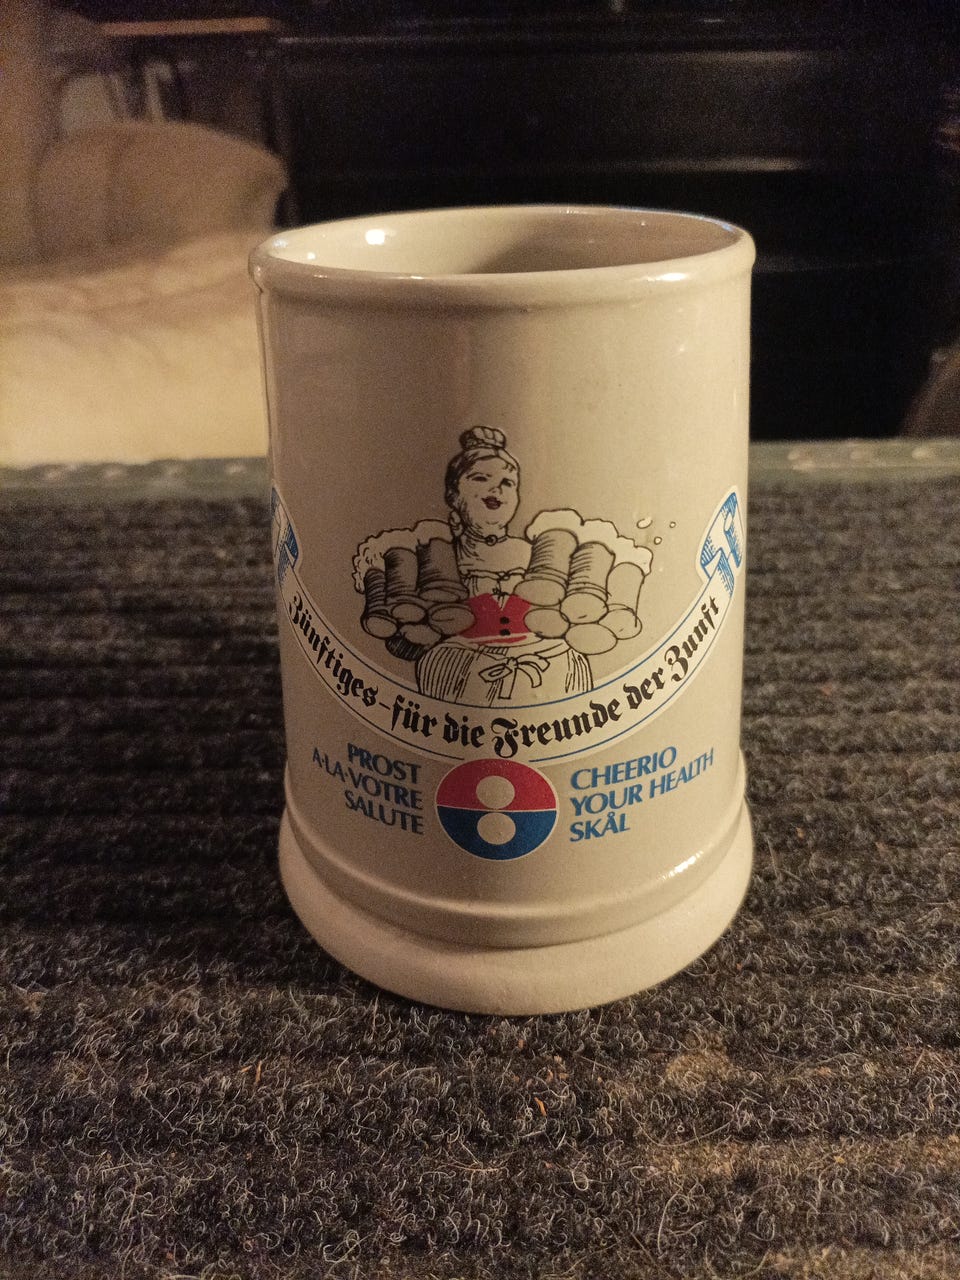 Zünftiges - für die Freunde der Zunft
PROST
A·LA·VOTRE
SALUTE
CHEERIO
YOUR HEALTH
SKÅL